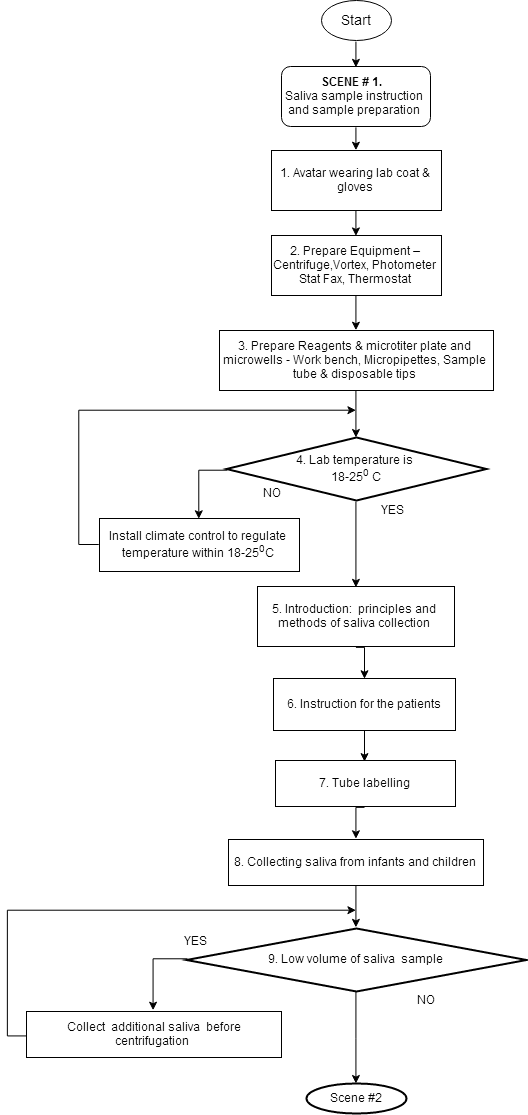 Start
SCENE # 1.
Saliva sample instruction
and sample preparation
1. Avatar wearing lab coat &
gloves
2. Prepare Equipment –
Centrifuge,Vortex, Photometer
Stat Fax, Thermostat
3. Prepare Reagents & microtiter plate and
microwells - Work bench, Micropipettes, Sample
tube & disposable tips
4. Lab temperature is
18-25⁰ C
NO
YES
Install climate control to regulate
temperature within 18-25⁰C
5. Introduction:  principles and
methods of saliva collection
6. Instruction for the patients
7. Tube labelling
8. Collecting saliva from infants and children
YES
9. Low volume of saliva  sample
NO
Collect  additional saliva  before
centrifugation
Scene #2